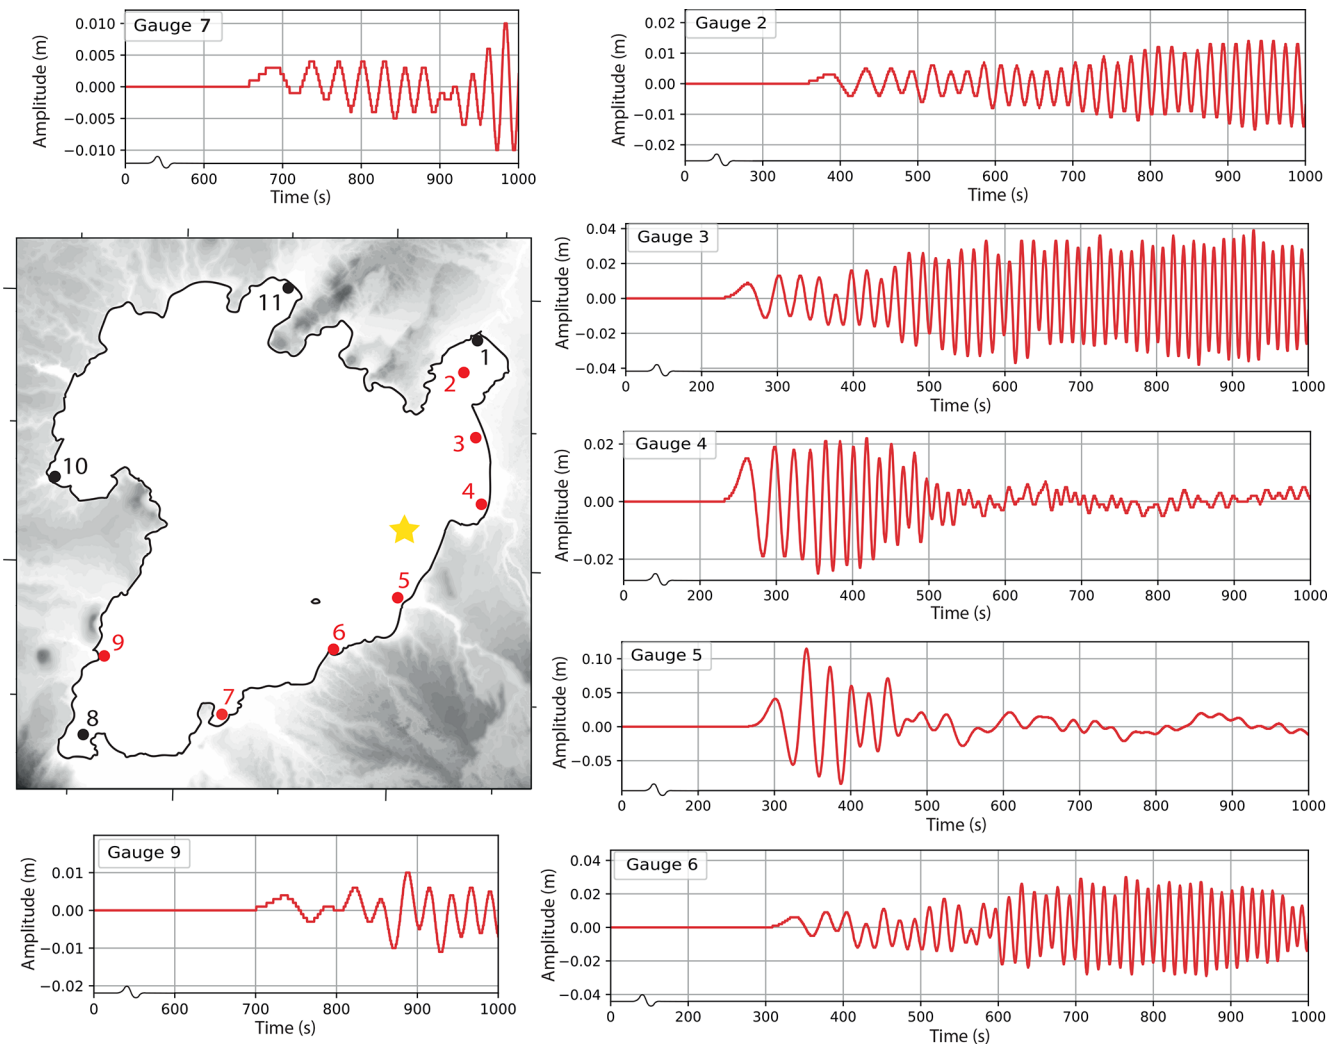 Gauge 7
Amplitude (m)
0.010
0.005
0.000
−0.005
−0.010
0 600 700 800 900 1000
Time (s)
Gauge 2
Amplitude (m)
0.02
0.01
0.00
−0.01
−0.02
0 300 400 500 600 700 800 900 1000
Time (s)
Gauge 3
Amplitude (m)
0.04
0.02
0.00
−0.02
−0.04
0 200 300 400 500 600 700 800 900 1000
Time (s)
11
1
2
3
10
4
5
6
9
7
8
Gauge 4
Amplitude (m)
0.02
0.00
−0.02
0 200 300 400 500 600 700 800 900 1000
Time (s)
Gauge 5
Amplitude (m)
0.10
0.05
0.00
−0.05
0 200 300 400 500 600 700 800 900 1000
Time (s)
Gauge 9
Amplitude (m)
0.01
0.00
−0.01
−0.02
0 600 700 800 900 1000
Time (s)
Gauge 6
Amplitude (m)
0.04
0.02
0.00
−0.02
−0.04
0 200 300 400 500 600 700 800 900 1000
Time (s)